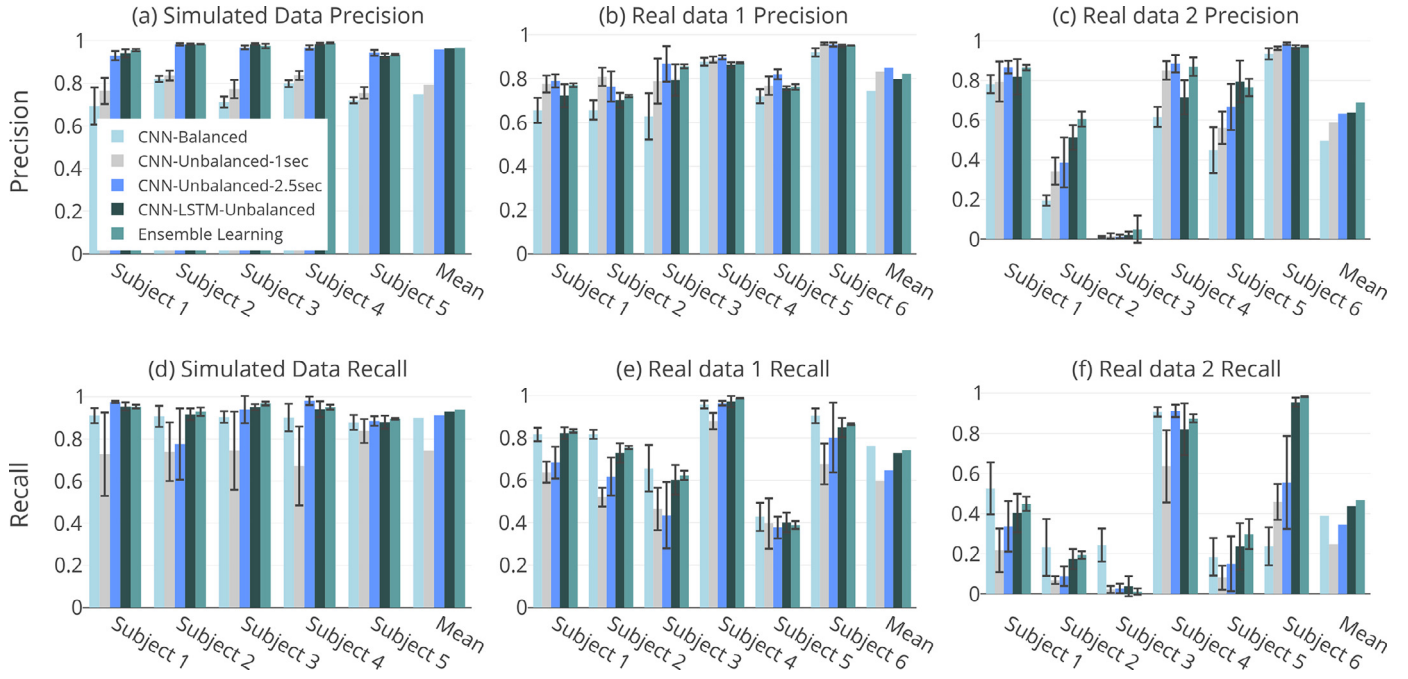 (a) Simulated Data Precision
(b) Real data 1 Precision
(c) Real data 2 Precision
Precision
1
0.8
0.6
0.4
0.2
0
CNN-Balanced
CNN-Unbalanced-1sec
CNN-Unbalanced-2.5sec
CNN-LSTM-Unbalanced
Ensemble Learning
Subject 1
Subject 2
Subject 3
Subject 4
Subject 5
Mean
1
0.8
0.6
0.4
0.2
0
Subject 1
Subject 2
Subject 3
Subject 4
Subject 5
Subject 6
Mean
1
0.8
0.6
0.4
0.2
0
Subject 1
Subject 2
Subject 3
Subject 4
Subject 5
Subject 6
Mean
(d) Simulated Data Recall
(e) Real data 1 Recall
(f) Real data 2 Recall
Recall
1
0.8
0.6
0.4
0.2
0
Subject 1
Subject 2
Subject 3
Subject 4
Subject 5
Mean
1
0.8
0.6
0.4
0.2
0
Subject 1
Subject 2
Subject 3
Subject 4
Subject 5
Subject 6
Mean
1
0.8
0.6
0.4
0.2
0
Subject 1
Subject 2
Subject 3
Subject 4
Subject 5
Subject 6
Mean